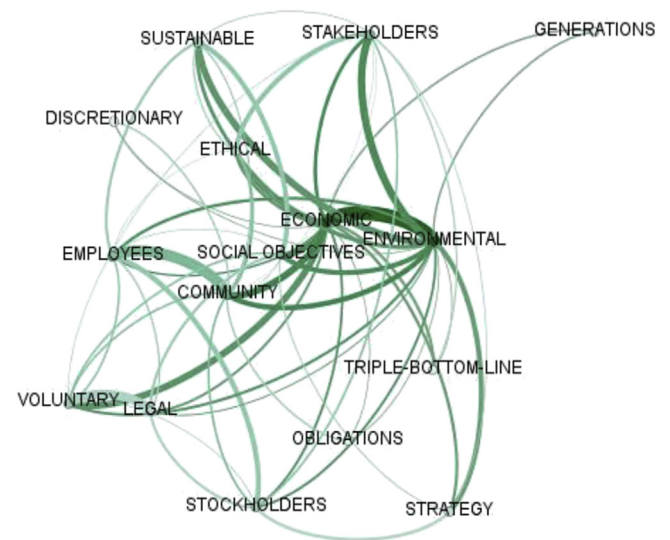 GENERATIONS
STAKEHOLDERS
SUSTAINABLE
DISCRETIONARY
ETHICAL
ECONOMIC
ENVIRONMENTAL
EMPLOYEES
SOCIAL OBJECTIVES
COMMUNITY
TRIPLE-BOTTOM-LINE
VOLUNTARY
LEGAL
OBLIGATIONS
STOCKHOLDERS
STRATEGY